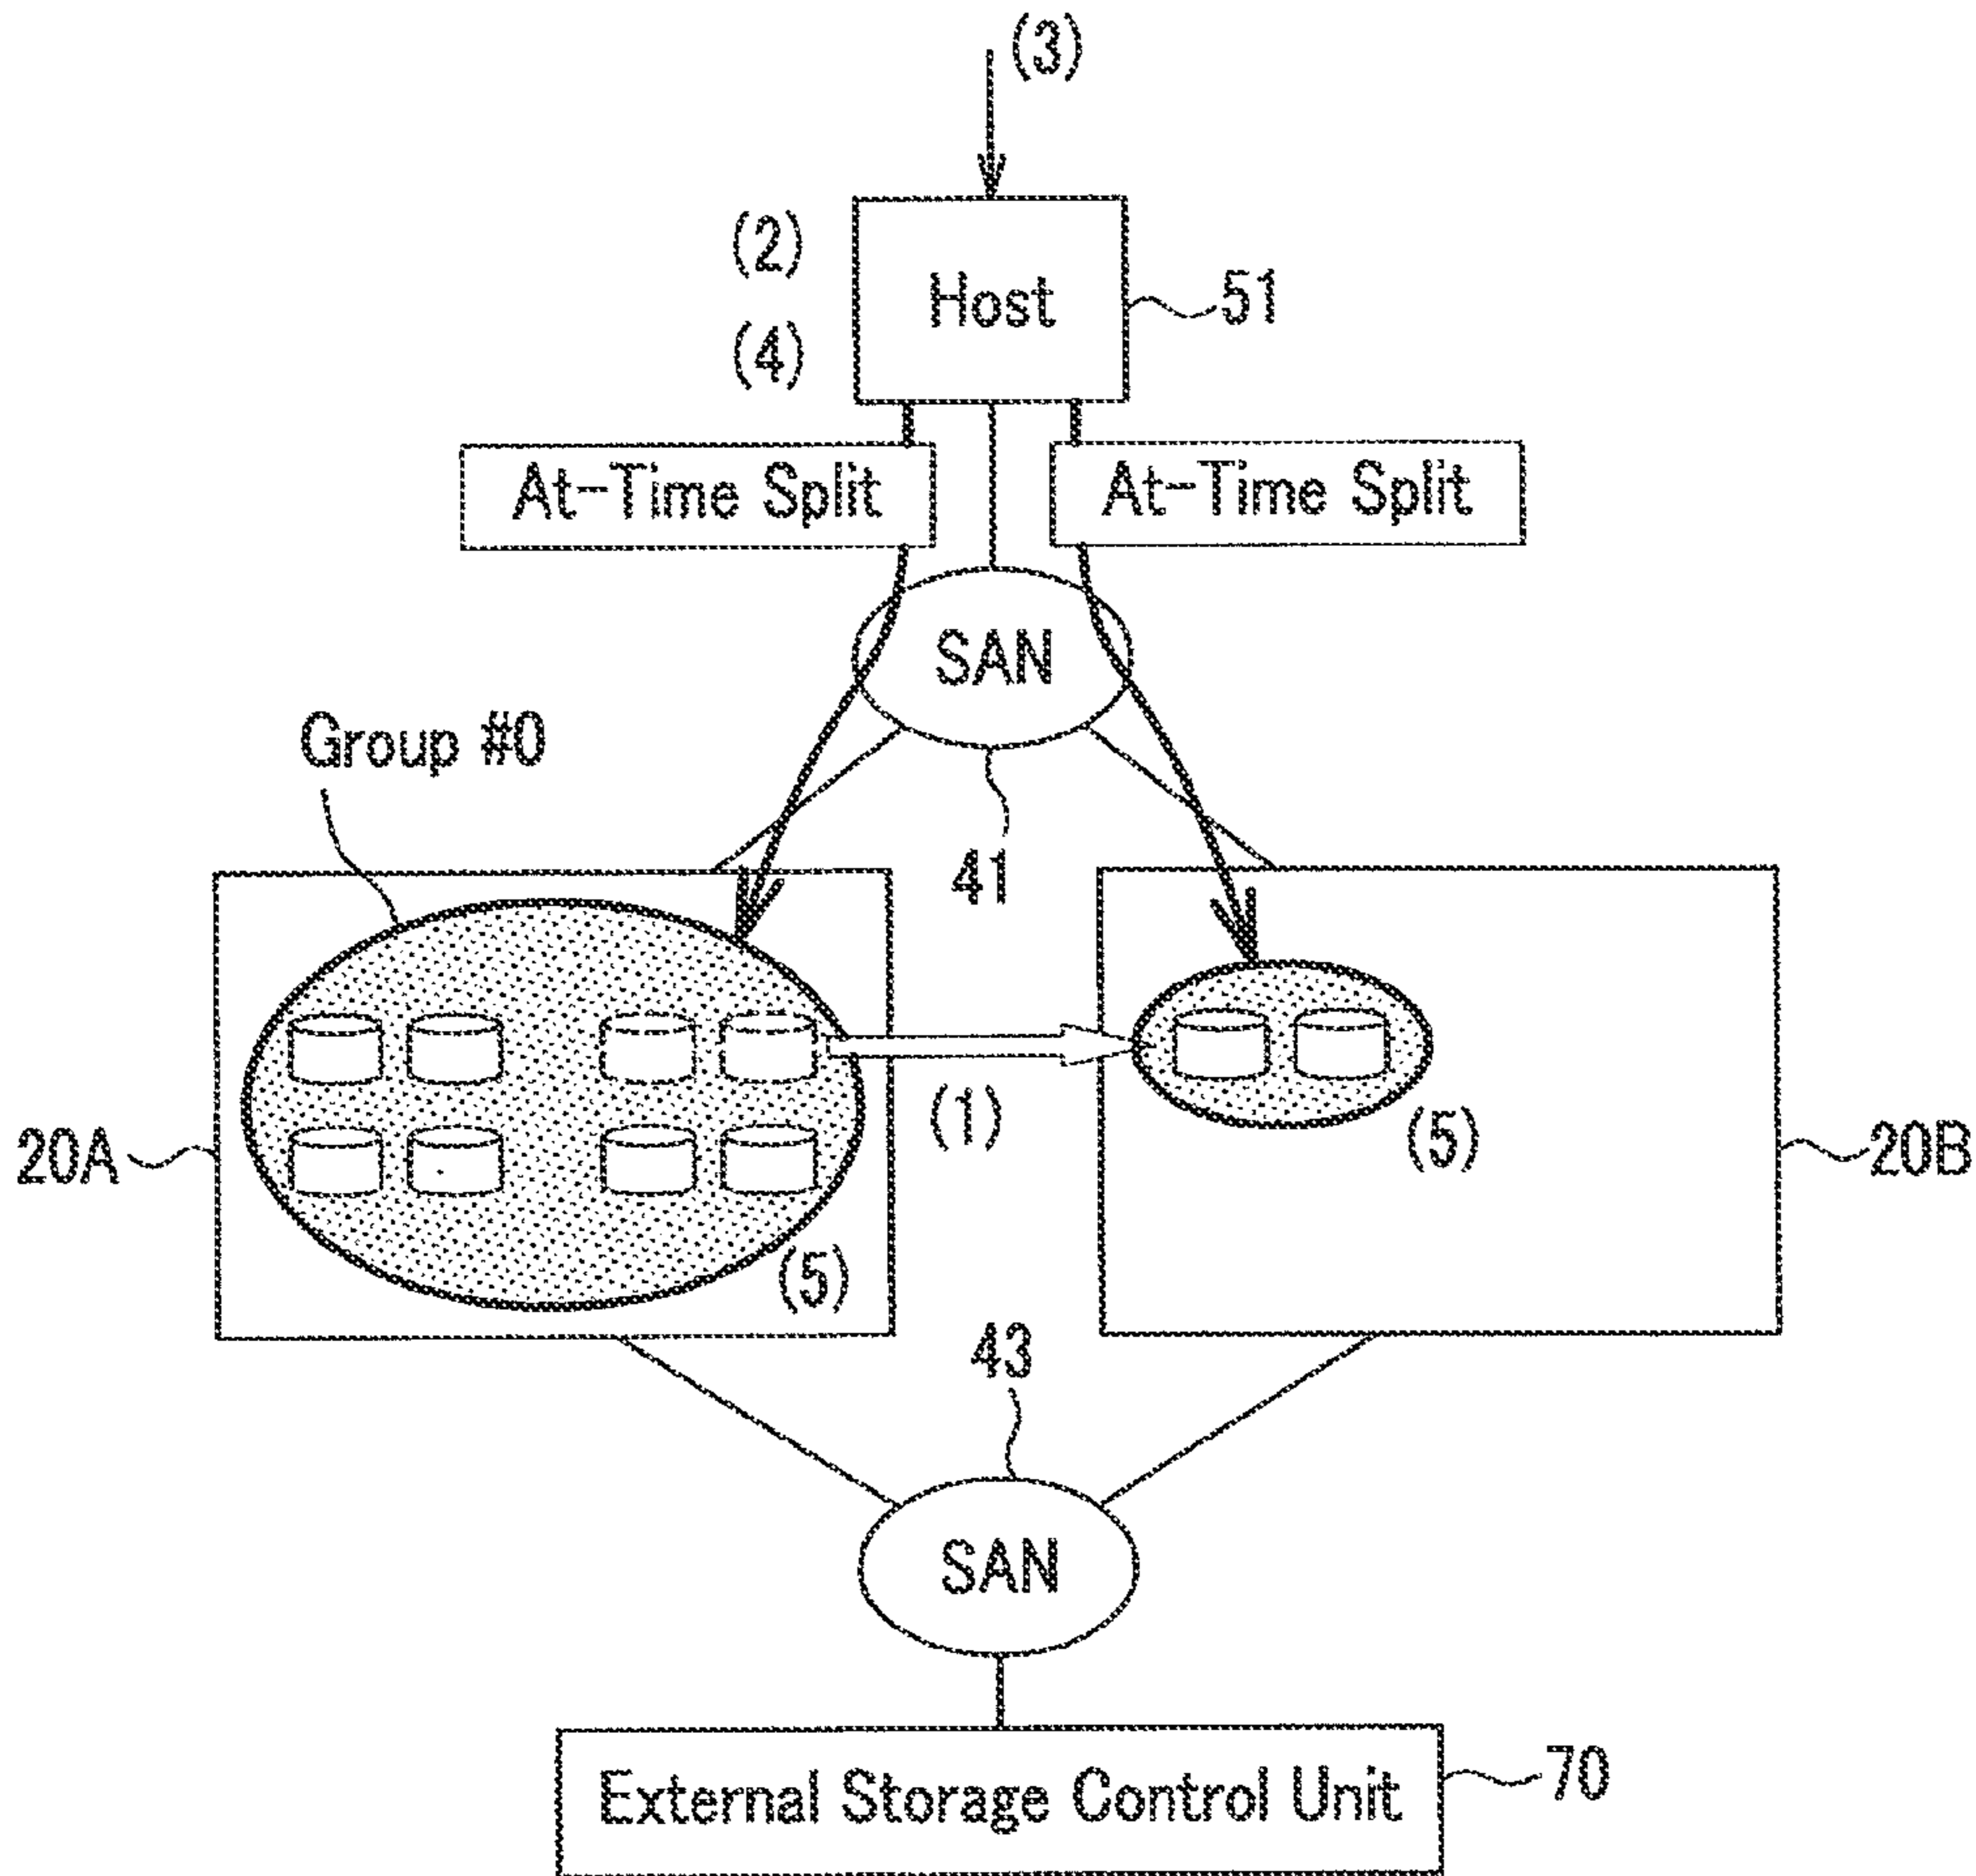 (3)
(2)
Host
51
(4)
At-Time Split
At-Time Split
SAN
Group #0
41
(1)
(5)
20A
20B
(5)
43
SAN
External Storage Control Unit
70